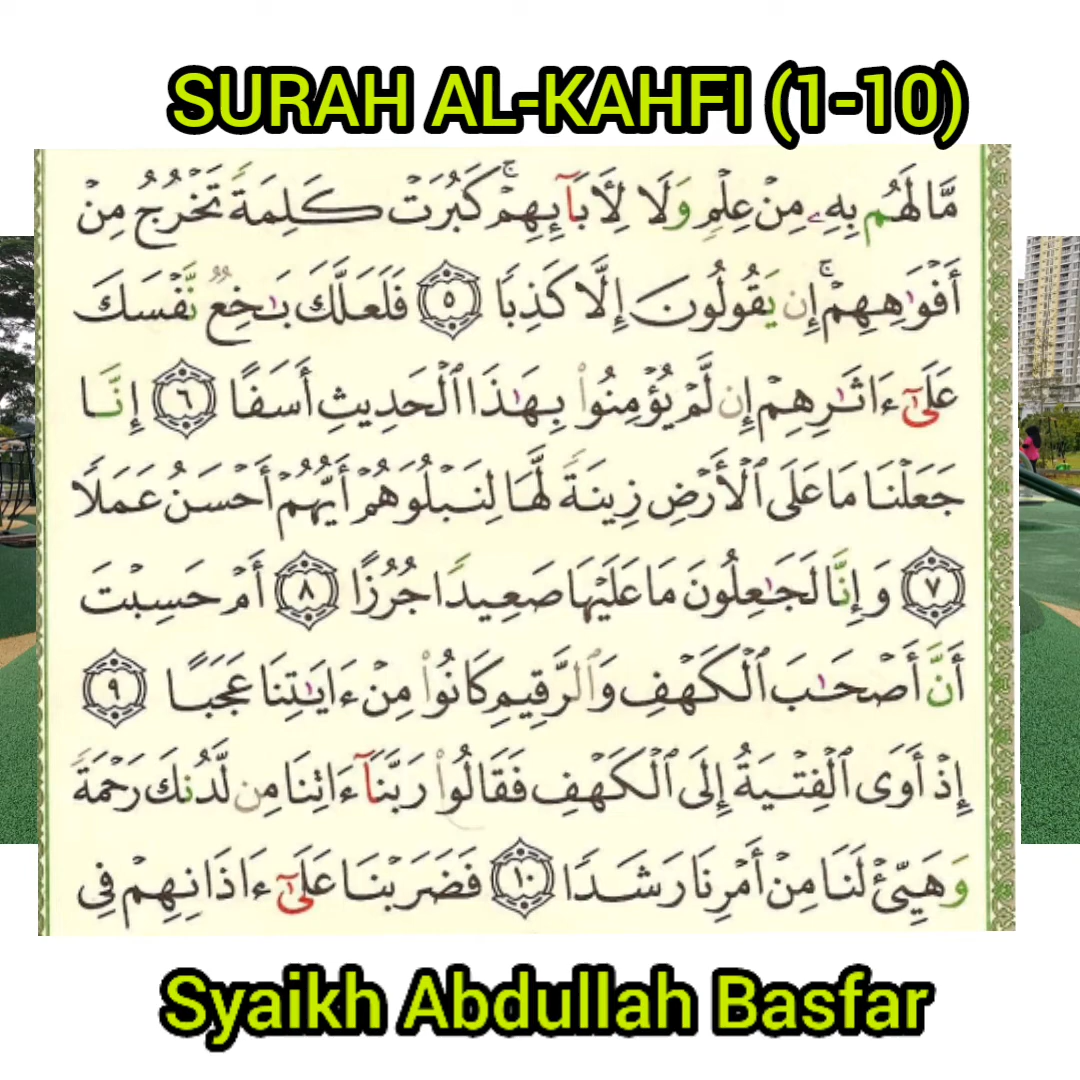 SURAH AL-KAHFI (1-10)
مَّا لَهُم بِهِۦ مِنْ عِلْمٍ وَلَا لِأَبَآئِهِمْۚ كَبُرَتْ كَلِمَةً تَخْرُجُ مِنْ
أَفْوَٰهِهِمْۚ إِن يَقُولُونَ إِلَّا كَذِبًا ٥ فَلَعَلَّكَ بَٰخِعٌ نَّفْسَكَ
عَلَىٰٓ ءَاثَٰرِهِمْ إِن لَّمْ يُؤْمِنُوا۟ بِهَٰذَا ٱلْحَدِيثِ أَسَفًا ٦ إِنَّا
جَعَلْنَا مَا عَلَى ٱلْأَرْضِ زِينَةً لَّهَا لِنَبْلُوَهُمْ أَيُّهُمْ أَحْسَنُ عَمَلًا
٧ وَإِنَّا لَجَٰعِلُونَ مَا عَلَيْهَا صَعِيدًا جُرُزًا ٨ أَمْ حَسِبْتَ
أَنَّ أَصْحَٰبَ ٱلْكَهْفِ وَٱلرَّقِيمِ كَانُوا۟ مِنْ ءَايَٰتِنَا عَجَبًا ٩
إِذْ أَوَى ٱلْفِتْيَةُ إِلَى ٱلْكَهْفِ فَقَالُوا۟ رَبَّنَآ ءَاتِنَا مِن لَّدُنكَ رَحْمَةً
وَهَيِّئْ لَنَا مِنْ أَمْرِنَا رَشَدًا ١٠ فَضَرَبْنَا عَلَىٰٓ ءَاذَانِهِمْ فِى
Syaikh Abdullah Basfar